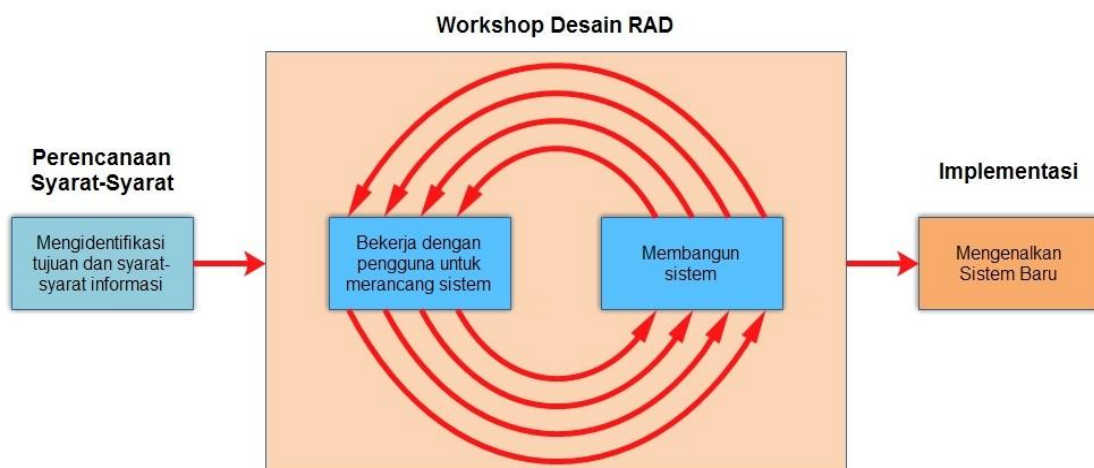 Workshop Desain RAD
Perencanaan
Syarat-Syarat
Mengidentifikasi
tujuan dan syarat-
syarat informasi
Bekerja dengan
pengguna untuk
merancang sistem
Membangun
sistem
Implementasi
Mengenalkan
Sistem Baru